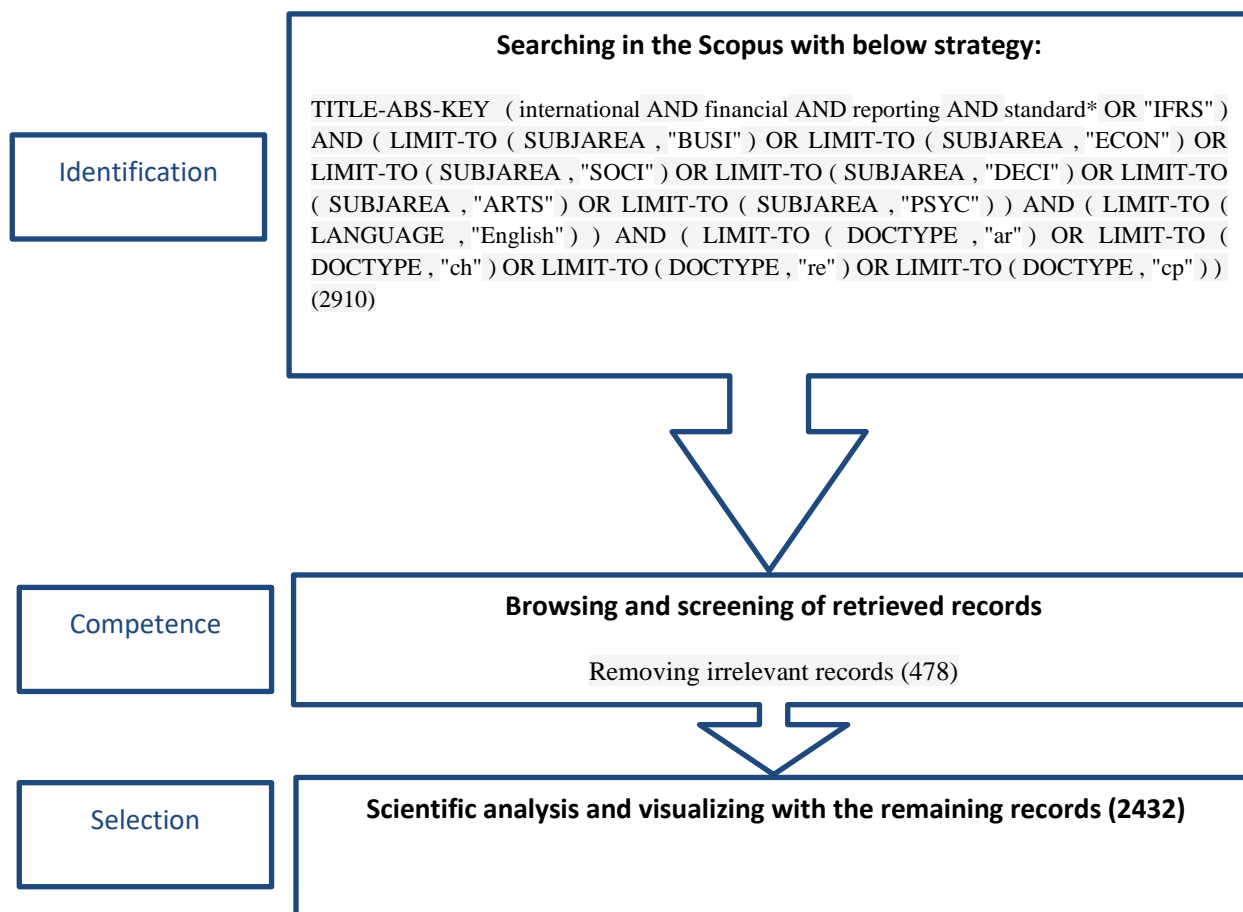 Searching in the Scopus with below strategy:
Identification
TITLE-ABS-KEY ( international AND financial AND reporting AND standard* OR "IFRS" )
AND ( LIMIT-TO ( SUBJAREA , "BUSI" ) OR LIMIT-TO ( SUBJAREA , "ECON" ) OR
LIMIT-TO ( SUBJAREA , "SOCI" ) OR LIMIT-TO ( SUBJAREA , "DECI" ) OR LIMIT-TO
( SUBJAREA , "ARTS" ) OR LIMIT-TO ( SUBJAREA , "PSYC" ) ) AND ( LIMIT-TO (
LANGUAGE , "English" ) ) AND ( LIMIT-TO ( DOCTYPE , "ar" ) OR LIMIT-TO (
DOCTYPE , "ch" ) OR LIMIT-TO ( DOCTYPE , "re" ) OR LIMIT-TO ( DOCTYPE , "cp" ) )
(2910)
Competence
Browsing and screening of retrieved records
Removing irrelevant records (478)
Selection
Scientific analysis and visualizing with the remaining records (2432)